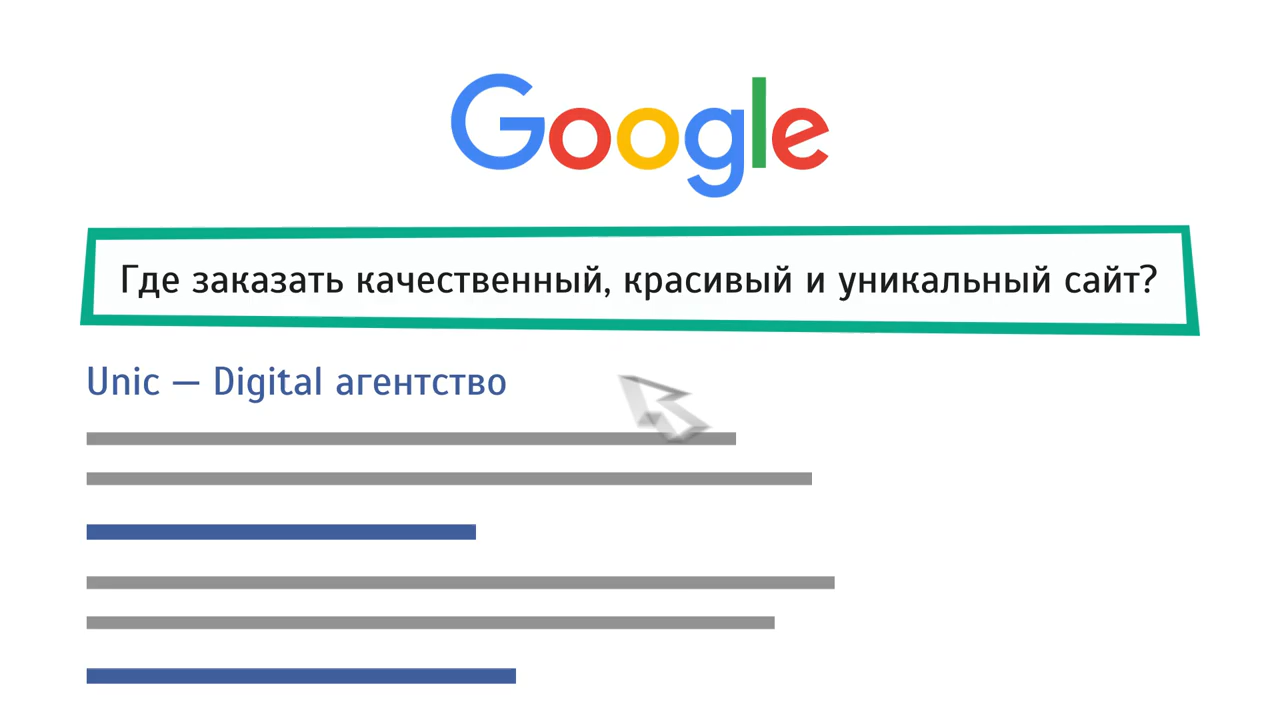 Google
Где заказать качественный, красивый и уникальный сайт?
Unic — Digital агентство